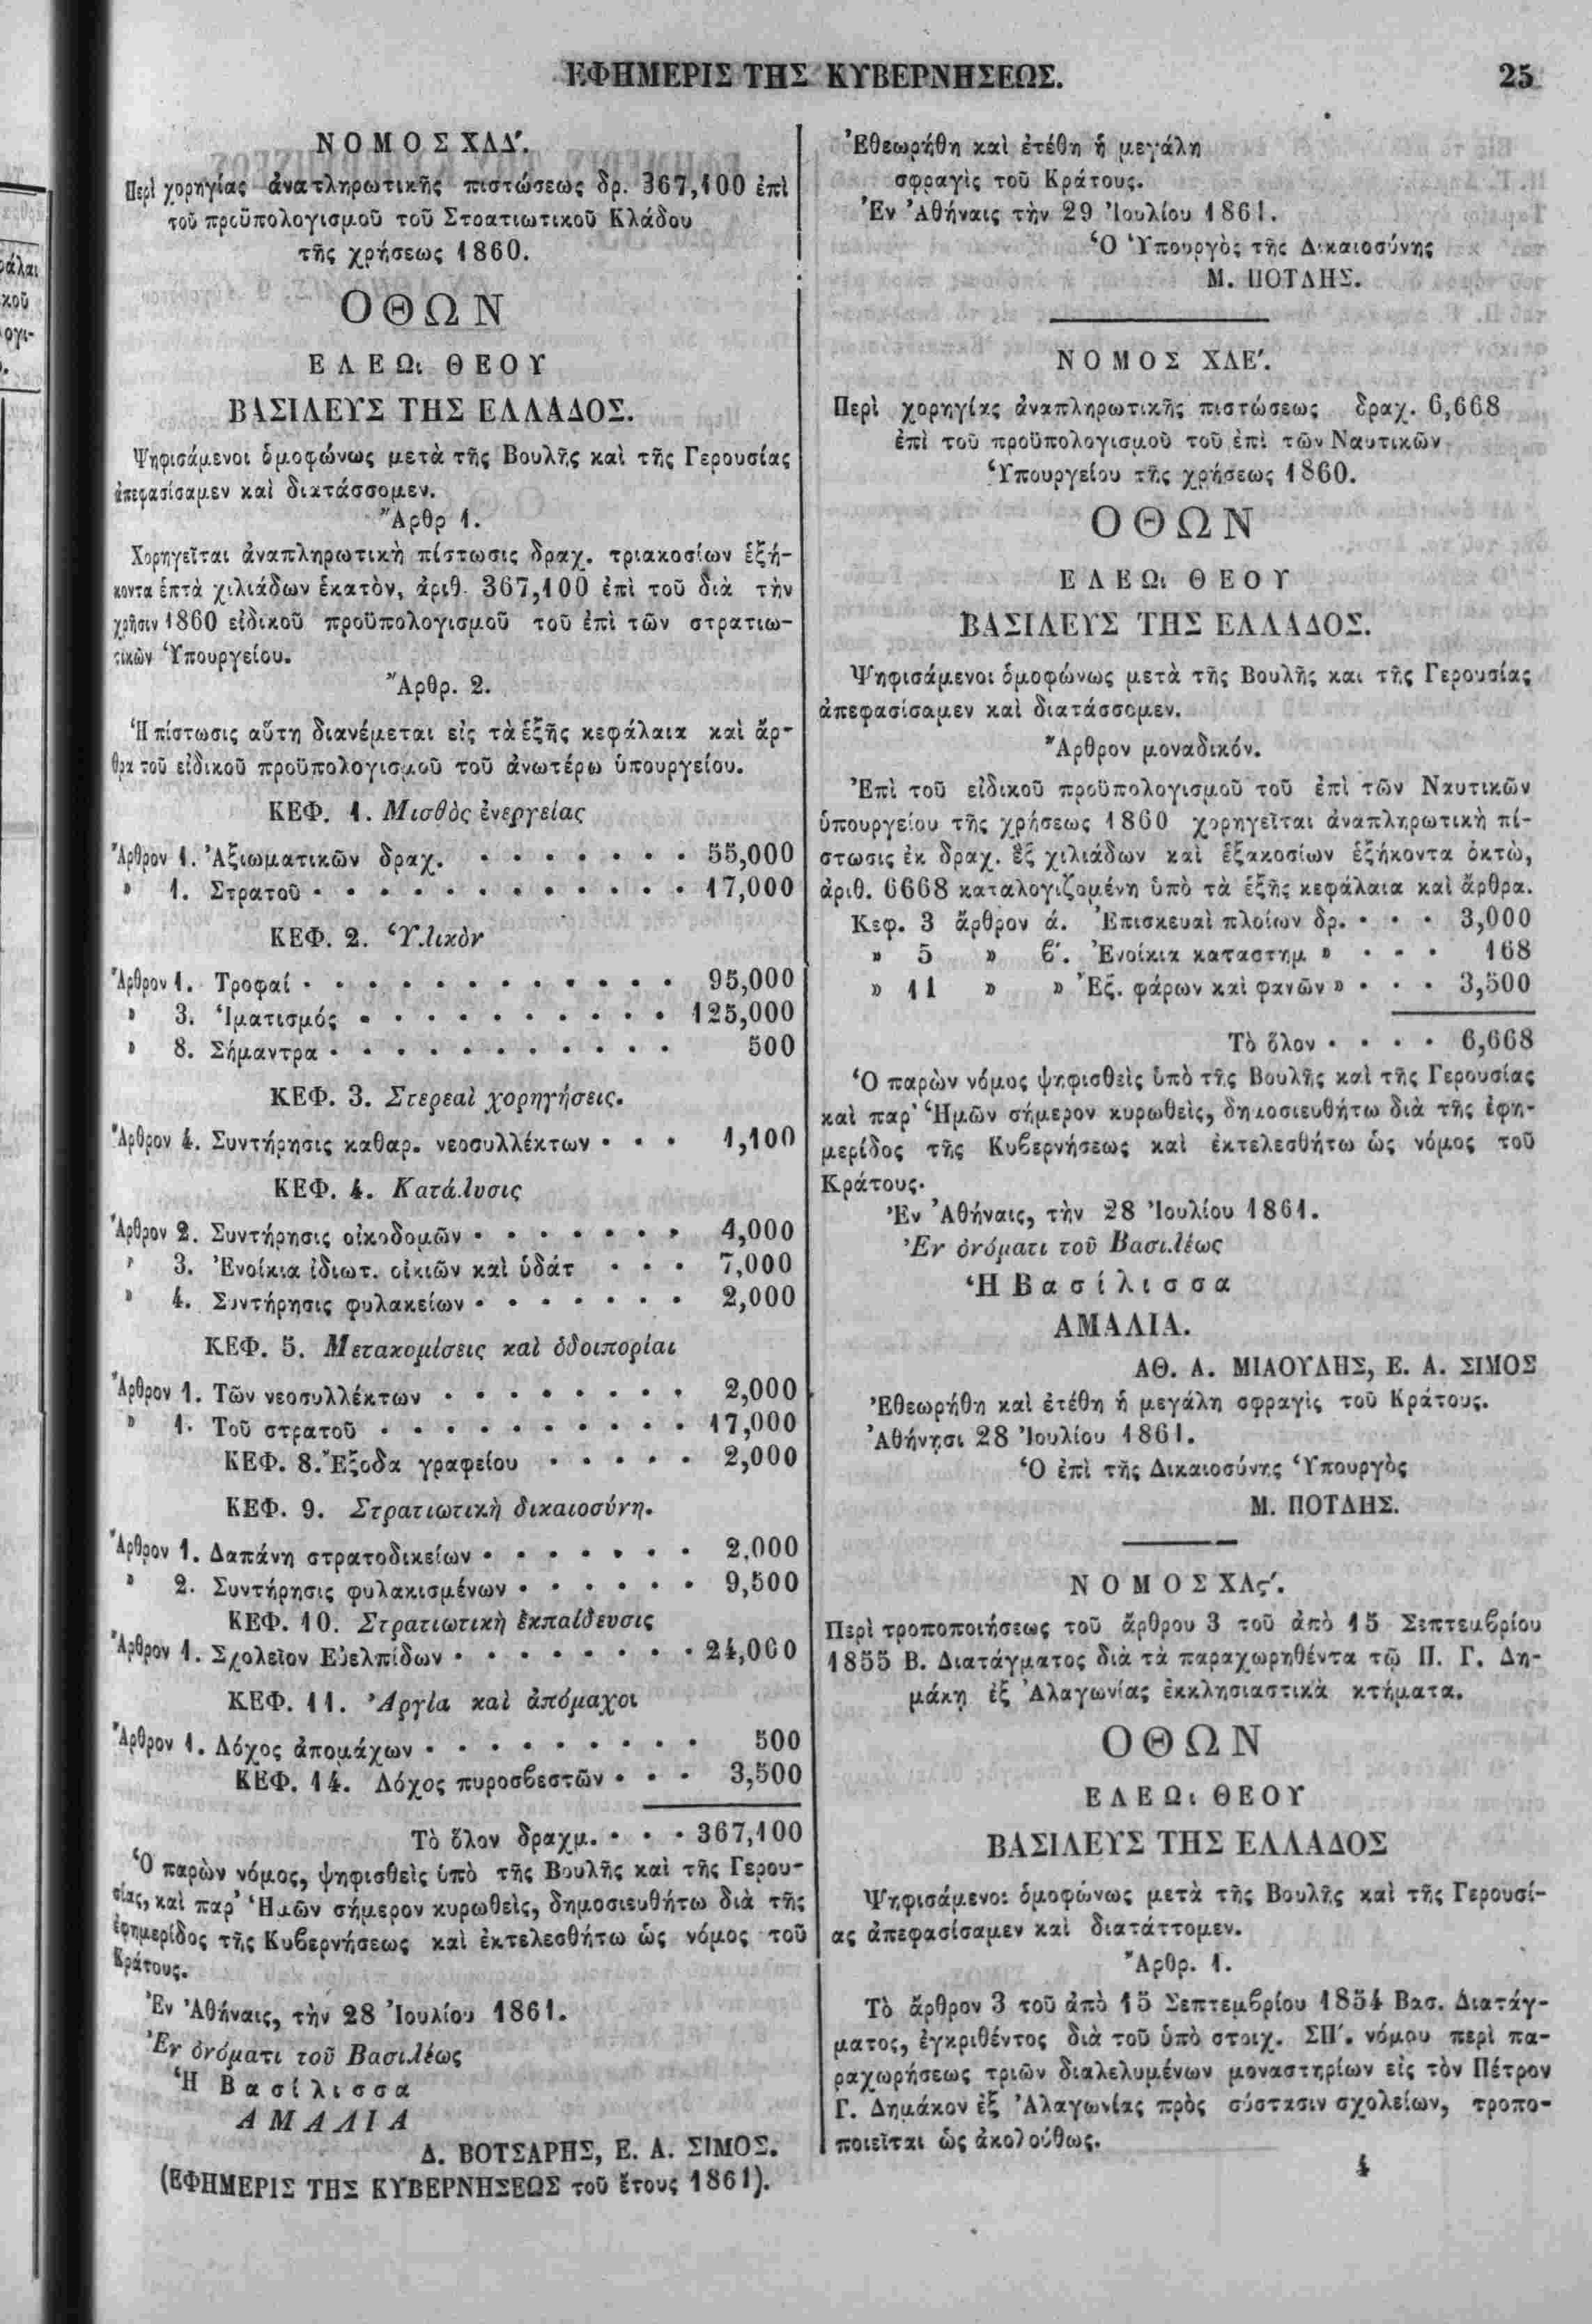 ΕΦΗΜΕΡΙΣ ΤΗΣ ΚΥΒΕΡΝΗΣΕΩΣ.
25
ΝΟΜΟΣ ΧΛΔ΄.
Περὶ χορηγίας ἀνατληρωτικῆς πιστώσεως δρ. 367,100 ἐπὶ
τοῦ προϋπολογισμοῦ τοῦ Στρατιωτικοῦ Κλάδου
τῆς χρήσεως 1860.
ΟΘΩΝ
ΕΛΕΩι ΘΕΟΥ
ΒΑΣΙΛΕΥΣ ΤΗΣ ΕΛΛΑΔΟΣ.
Ψηφισάμενοι ὁμοφώνως μετὰ τῆς Βουλῆς καὶ τῆς Γερουσίας
ἀπεφασίσαμεν καὶ διατάσσομεν.
Ἄρθρ 1.
Χορηγεῖται ἀναπληρωτικὴ πίστωσις δραχ. τριακοσίων ἑξή-
κοντα ἑπτὰ χιλιάδων ἑκατὸν, ἀριθ. 367,100 ἐπὶ τοῦ διὰ τὴν
χρῆσιν 1860 εἰδικοῦ προϋπολογισμοῦ τοῦ ἐπὶ τῶν στρατιω-
τικῶν Ὑπουργείου.
Ἄρθρ. 2.
Ἡ πίστωσις αὕτη διανέμεται εἰς τὰ ἑξῆς κεφάλαια καὶ ἄρ-
θρα τοῦ εἰδικοῦ προϋπολογισμοῦ τοῦ ἀνωτέρω ὑπουργείου.
ΚΕΦ. 1. Μισθὸς ἐνεργείας
Ἄρθρον 1. Ἀξιωματικῶν δραχ. . . . . . . . 55,000
» 1. Στρατοῦ . . . . . . . . . . . . 17,000
ΚΕΦ. 2. Ὑλικὸν
Ἄρθρον 1. Τροφαί . . . . . . . . . . . . 95,000
» 3. Ἱματισμός . . . . . . . . . . 125,000
» 8. Σήμαντρα . . . . . . . . . . . 500
ΚΕΦ. 3. Στερεαὶ χορηγήσεις.
Ἄρθρον 4. Συντήρησις καθαρ. νεοσυλλέκτων . . . 1,100
ΚΕΦ. 4. Κατάλυσις
Ἄρθρον 2. Συντήρησις οἰκοδομῶν . . . . . . . 4,000
» 3. Ἐνοίκια ἰδιωτ. οἰκιῶν καὶ ὑδάτ . . . 7,000
» 4. Συντήρησις φυλακείων . . . . . . . 2,000
ΚΕΦ. 5. Μετακομίσεις καὶ ὁδοιπορίαι
Ἄρθρον 1. Τῶν νεοσυλλέκτων . . . . . . . . 2,000
» 1. Τοῦ στρατοῦ . . . . . . . . . . 17,000
ΚΕΦ. 8. Ἔξοδα γραφείου . . . . . 2,000
ΚΕΦ. 9. Στρατιωτικὴ δικαιοσύνη.
Ἄρθρον 1. Δαπάνη στρατοδικείων . . . . . . . 2,000
» 2. Συντήρησις φυλακισμένων . . . . . . 9,500
ΚΕΦ. 10. Στρατιωτικὴ ἐκπαίδευσις
Ἄρθρον 1. Σχολεῖον Εὐελπίδων . . . . . . . . 24,000
ΚΕΦ. 11. Ἀργία καὶ ἀπόμαχοι
Ἄρθρον 1. Λόχος ἀπομάχων . . . . . . . . . 500
ΚΕΦ. 14. Λόχος πυροσβεστῶν . . . 3,500
Τὸ ὅλον δραχμ. . . . 367,100
Ὁ παρὼν νόμος, ψηφισθεὶς ὑπὸ τῆς Βουλῆς καὶ τῆς Γερου-
σίας, καὶ παρ' Ἡμῶν σήμερον κυρωθεὶς, δημοσιευθήτω διὰ τῆς
ἐφημερίδος τῆς Κυβερνήσεως καὶ ἐκτελεσθήτω ὡς νόμος τοῦ
Κράτους.
Ἐν Ἀθήναις, τὴν 28 Ἰουλίου 1861.
Ἐν ὀνόματι τοῦ Βασιλέως
Ἡ Βασίλισσα
ΑΜΑΛΙΑ
Δ. ΒΟΤΣΑΡΗΣ, Ε. Α. ΣΙΜΟΣ.
(ΕΦΗΜΕΡΙΣ ΤΗΣ ΚΥΒΕΡΝΗΣΕΩΣ τοῦ ἔτους 1861).
Ἐθεωρήθη καὶ ἐτέθη ἡ μεγάλη
σφραγὶς τοῦ Κράτους.
Ἐν Ἀθήναις τὴν 29 Ἰουλίου 1861.
Ὁ Ὑπουργὸς τῆς Δικαιοσύνης
Μ. ΠΟΤΛΗΣ.
ΝΟΜΟΣ ΧΛΕ΄.
Περὶ χορηγίας ἀναπληρωτικῆς πιστώσεως δραχ. 6,668
ἐπὶ τοῦ προϋπολογισμοῦ τοῦ ἐπὶ τῶν Ναυτικῶν
Ὑπουργείου τῆς χρήσεως 1860.
ΟΘΩΝ
ΕΛΕΩι ΘΕΟΥ
ΒΑΣΙΛΕΥΣ ΤΗΣ ΕΛΛΑΔΟΣ.
Ψηφισάμενοι ὁμοφώνως μετὰ τῆς Βουλῆς και τῆς Γερουσίας
ἀπεφασίσαμεν καὶ διατάσσομεν.
Ἄρθρον μοναδικόν.
Ἐπὶ τοῦ εἰδικοῦ προϋπολογισμοῦ τοῦ ἐπὶ τῶν Ναυτικῶν
ὑπουργείου τῆς χρήσεως 1860 χορηγεῖται ἀναπληρωτικὴ πί-
στωσις ἐκ δραχ. ἓξ χιλιάδων καὶ ἑξακοσίων ἑξήκοντα ὀκτὼ,
ἀριθ. 6668 καταλογιζομένη ὑπὸ τὰ ἑξῆς κεφάλαια καὶ ἄρθρα.
Κεφ. 3 ἄρθρον ά. Ἐπισκευαὶ πλοίων δρ. . . . 3,000
» 5 » β΄. Ἐνοίκια καταστημ » . . . 168
» 11 » » Ἐξ. φάρων καὶ φανῶν » . . . 3,500
Τὸ ὅλον . . . . 6,668
Ὁ παρὼν νόμος ψηφισθεὶς ὑπὸ τῆς Βουλῆς καὶ τῆς Γερουσίας
καὶ παρ' Ἡμῶν σήμερον κυρωθεὶς, δημοσιευθήτω διὰ τῆς ἐφη-
μερίδος τῆς Κυβερνήσεως καὶ ἐκτελεσθήτω ὡς νόμος τοῦ
Κράτους.
Ἐν Ἀθήναις, τὴν 28 Ἰουλίου 1861.
Ἐν ὀνόματι τοῦ Βασιλέως
Ἡ Βασίλισσα
ΑΜΑΛΙΑ.
ΑΘ. Α. ΜΙΑΟΥΛΗΣ, Ε. Α. ΣΙΜΟΣ
Ἐθεωρήθη καὶ ἐτέθη ἡ μεγάλη σφραγὶς τοῦ Κράτους.
Ἀθήνησι 28 Ἰουλίου 1861.
Ὁ ἐπὶ τῆς Δικαιοσύνης Ὑπουργὸς
Μ. ΠΟΤΛΗΣ.
ΝΟΜΟΣ ΧΛϛ΄.
Περὶ τροποποιήσεως τοῦ ἄρθρου 3 τοῦ ἀπὸ 15 Σεπτεμβρίου
1855 Β. Διατάγματος διὰ τὰ παραχωρηθέντα τῷ Π. Γ. Δη-
μάκῃ ἐξ Ἀλαγωνίας ἐκκλησιαστικὰ κτήματα.
ΟΘΩΝ
ΕΛΕΩι ΘΕΟΥ
ΒΑΣΙΛΕΥΣ ΤΗΣ ΕΛΛΑΔΟΣ
Ψηφισάμενοι ὁμοφώνως μετὰ τῆς Βουλῆς καὶ τῆς Γερουσί-
ας ἀπεφασίσαμεν καὶ διατάττομεν.
Ἄρθρ. 1.
Τὸ ἄρθρον 3 τοῦ ἀπὸ 15 Σεπτεμβρίου 1854 Βασ. Διατάγ-
ματος, ἐγκριθέντος διὰ τοῦ ὑπὸ στοιχ. ΣΠ΄. νόμου περὶ πα-
ραχωρήσεως τριῶν διαλελυμένων μοναστηρίων εἰς τὸν Πέτρον
Γ. Δημάκον ἐξ Ἀλαγωνίας πρὸς σύστασιν σχολείων, τροπο-
ποιεῖται ὡς ἀκολούθως.
4